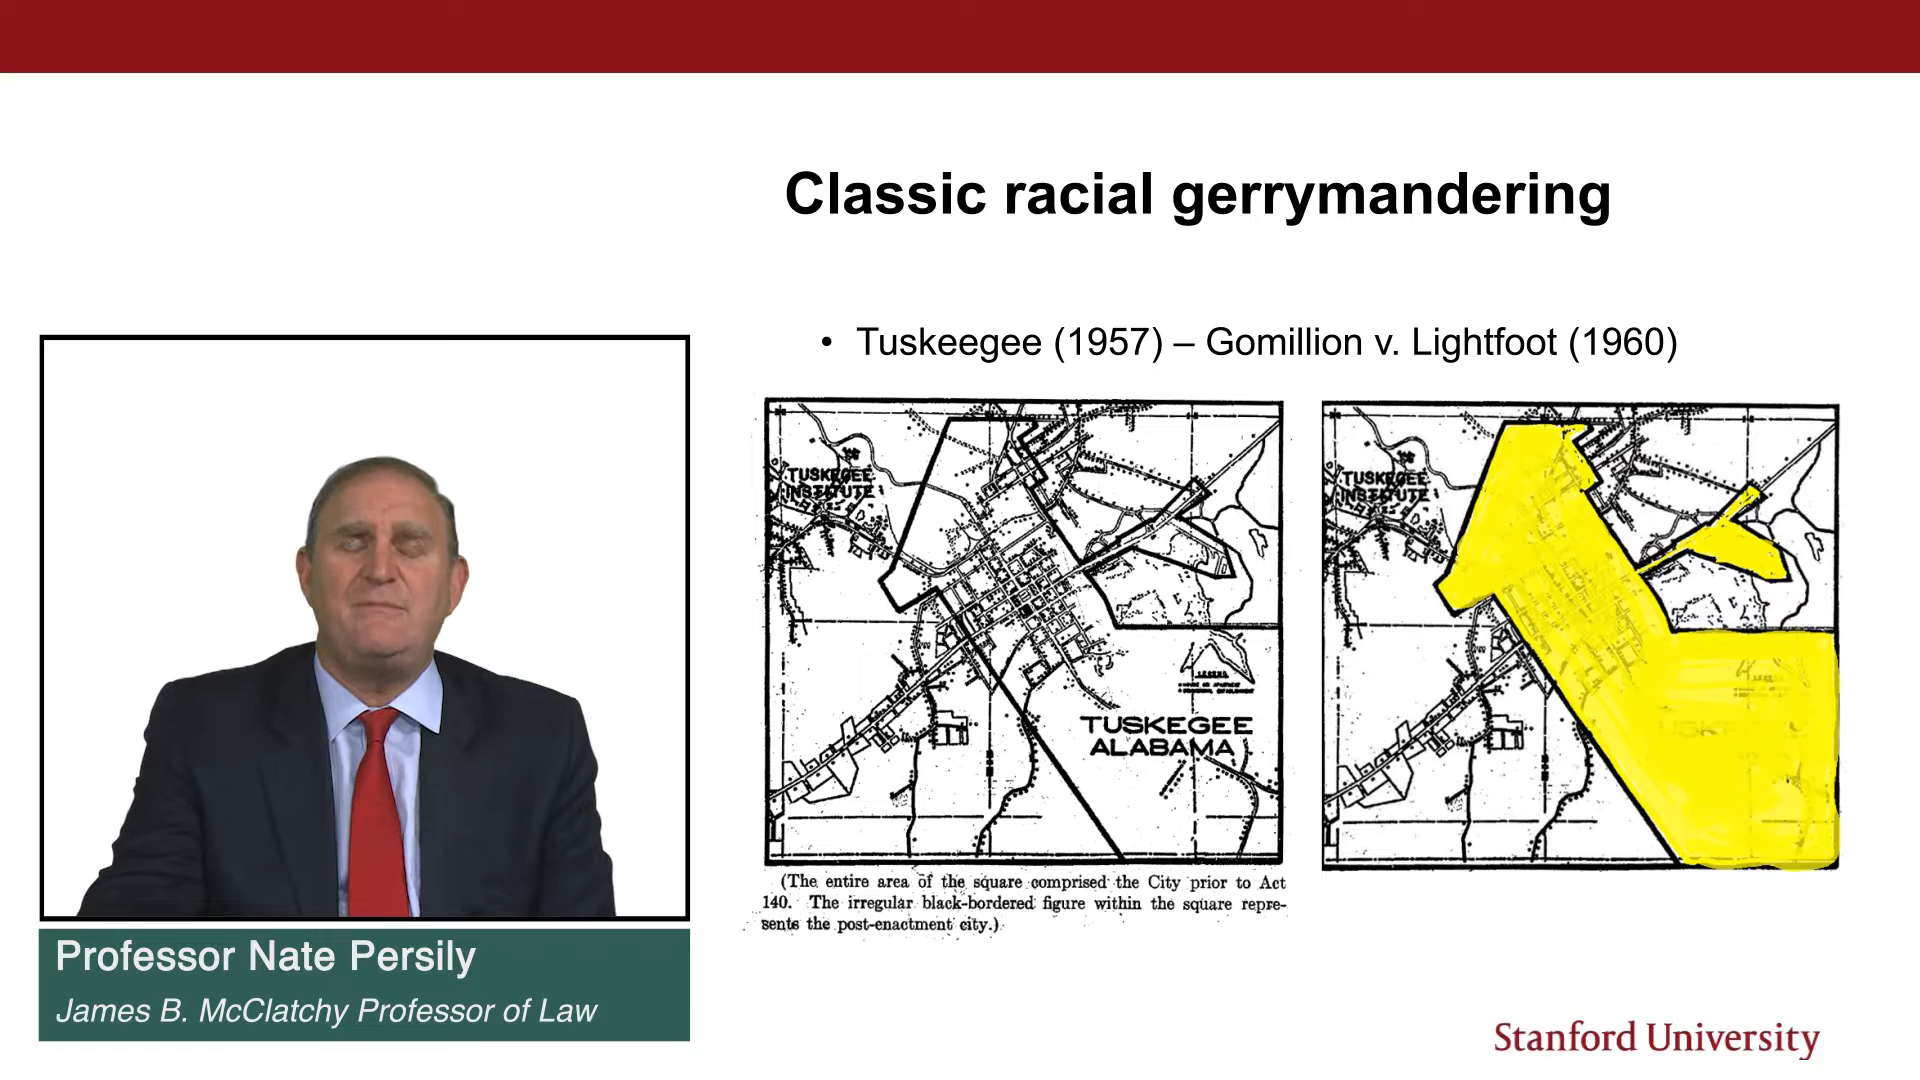 Classic racial gerrymandering
• Tuskeegee (1957) – Gomillion v. Lightfoot (1960)
TUSKEGEE
INSTITUTE
LEGEND
TUSKEGEE
ALABAMA
(The entire area of the square comprised the City prior to Act
140. The irregular black-bordered figure within the square repre-
sents the post-enactment city.)
TUSKEGEE
INSTITUTE
Professor Nate Persily
James B. McClatchy Professor of Law
Stanford University